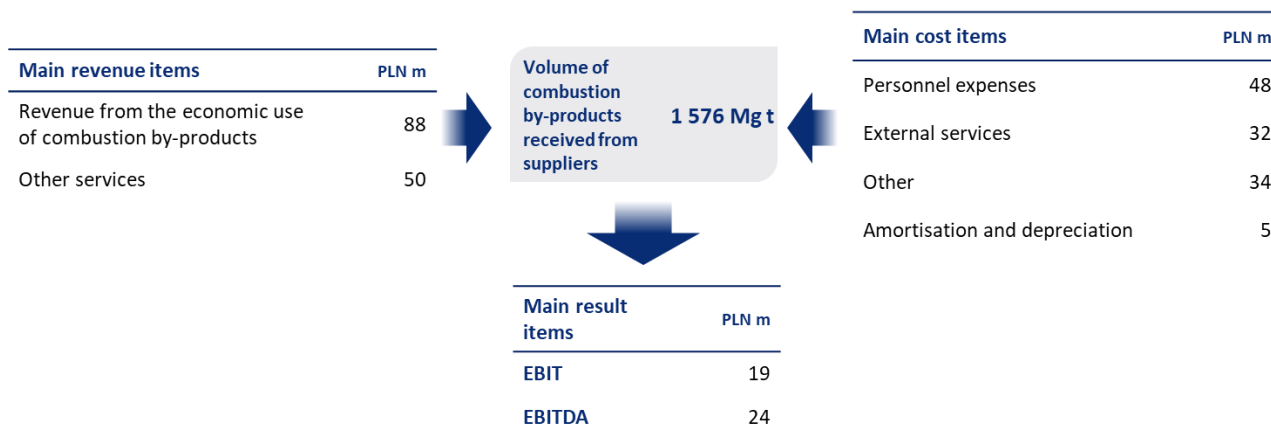 Main revenue items PLN m
Revenue from the economic use
of combustion by-products 88
Other services 50
Volume of
combustion
by-products
received from
suppliers
1 576 Mg t
Main cost items PLN m
Personnel expenses 48
External services 32
Other 34
Amortisation and depreciation 5
Main result
items PLN m
EBIT 19
EBITDA 24